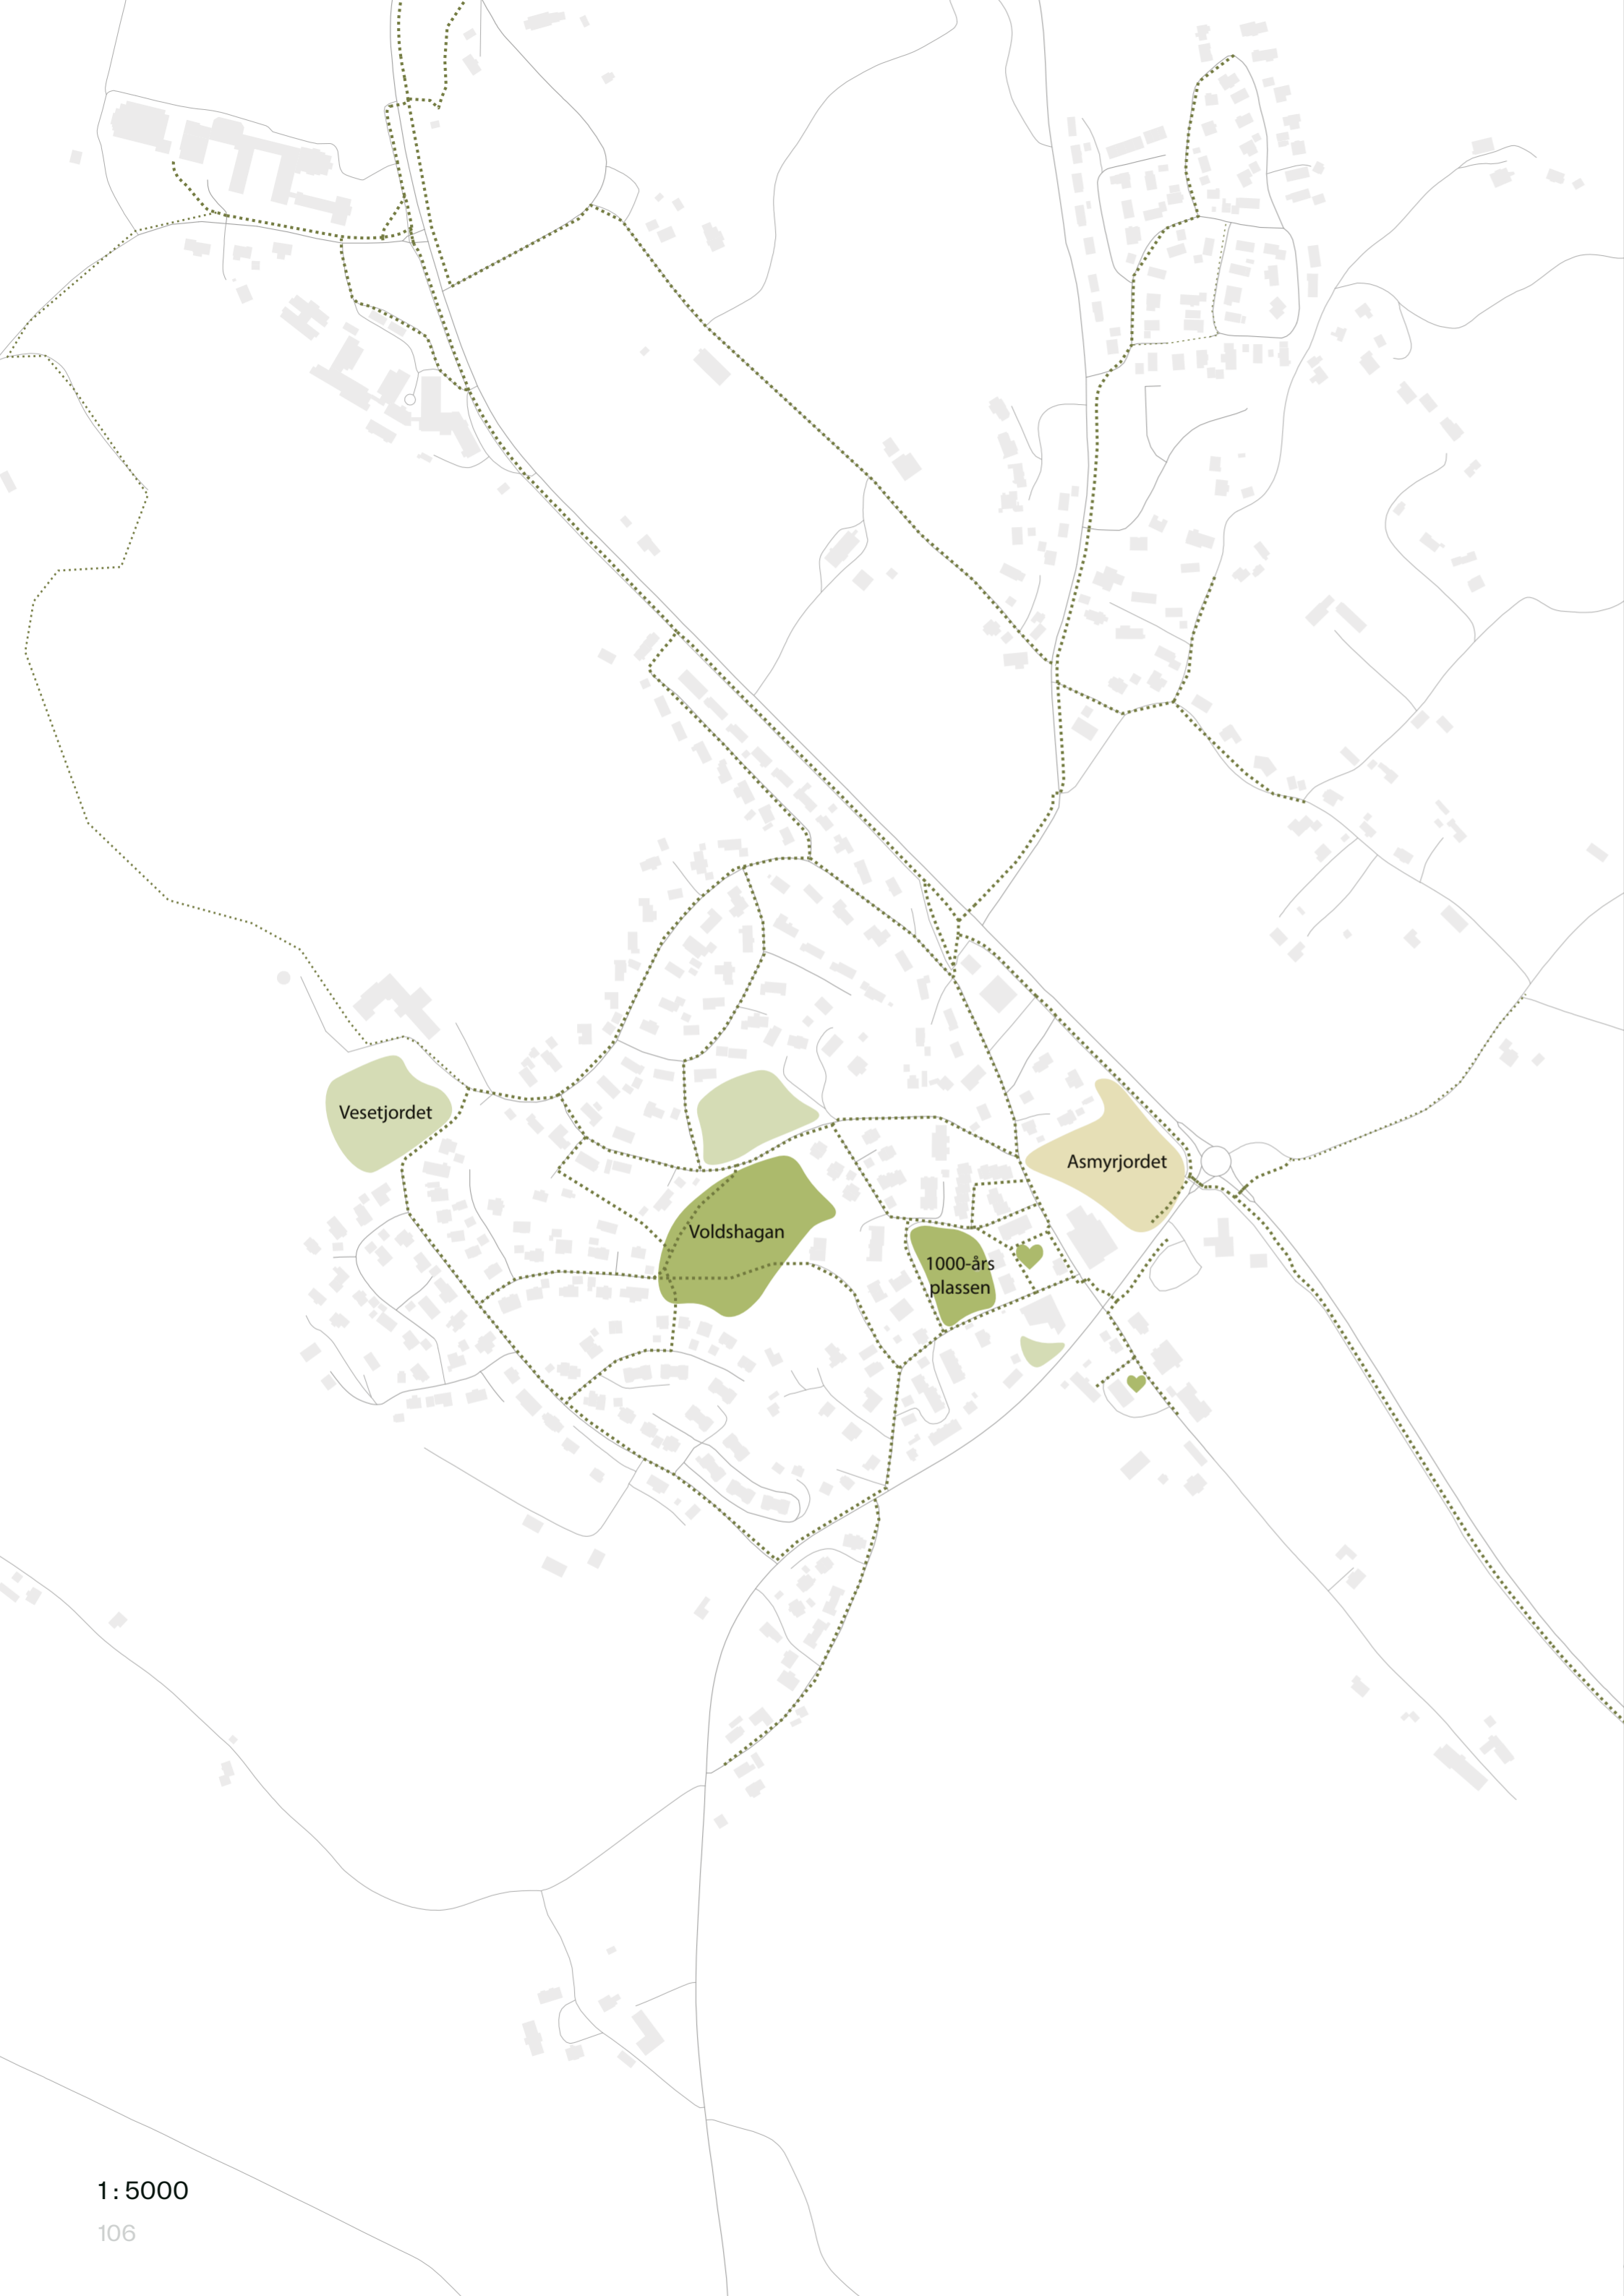 Vesetjordet
Asmyrjordet
Voldshagan
1000-års
plassen
1 : 5000
106